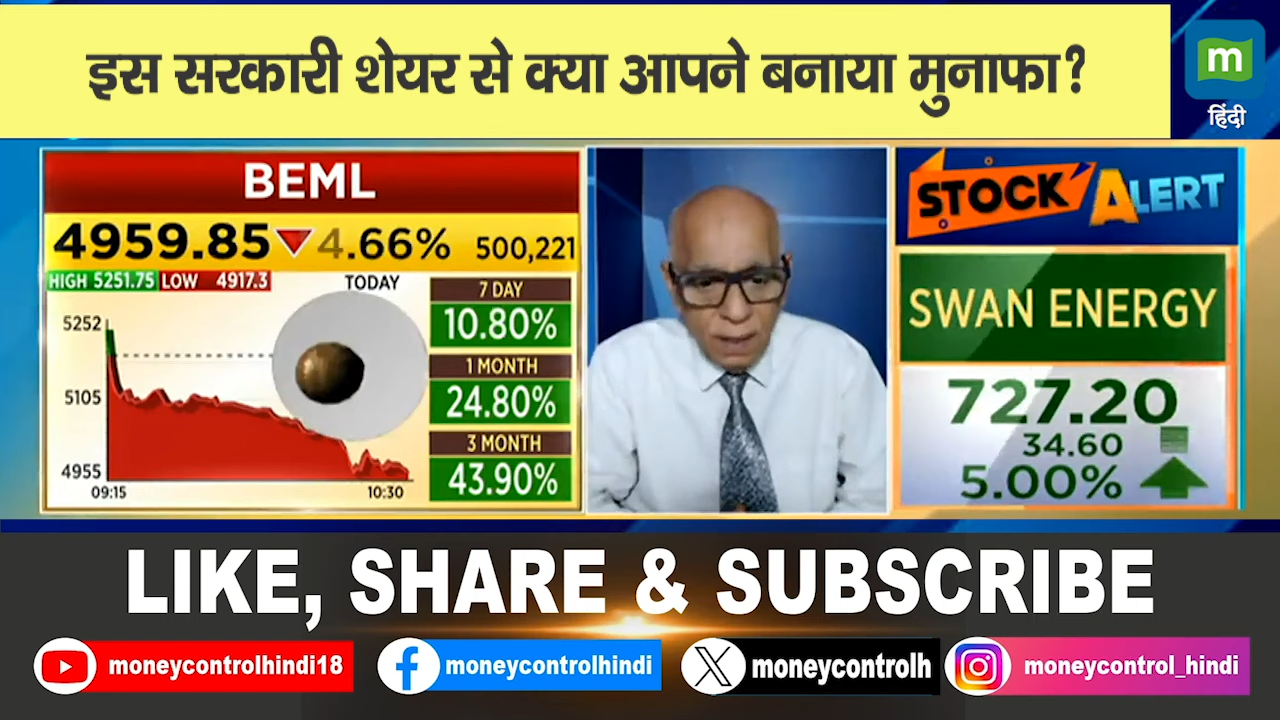 इस सरकारी शेयर से क्या आपने बनाया मुनाफा?
m
हिंदी
BEML
4959.85 4.66% 500,221
HIGH 5251.75 LOW 4917.3 TODAY
5252
5105
4955
09:15 10:30
7 DAY
10.80%
1 MONTH
24.80%
3 MONTH
43.90%
STOCK ALERT
SWAN ENERGY
727.20
34.60
5.00%
LIKE, SHARE & SUBSCRIBE
moneycontrolhindi18 moneycontrolhindi moneycontrolh moneycontrol_hindi